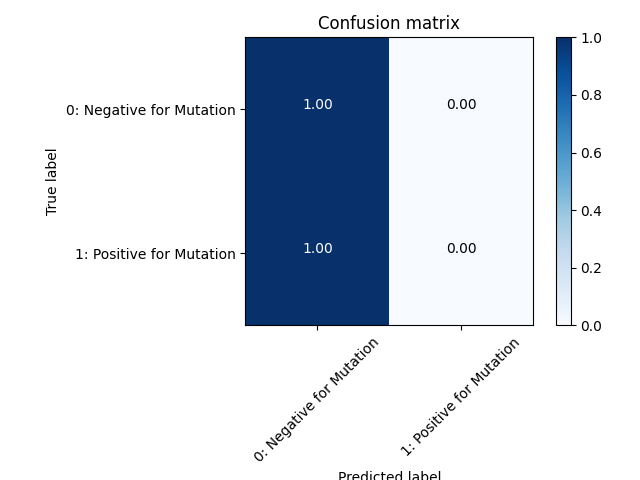 Confusion matrix
True label
0: Negative for Mutation
1: Positive for Mutation
1.00
0.00
1.00
0.00
0: Negative for Mutation
1: Positive for Mutation
Predicted label
1.0
0.8
0.6
0.4
0.2
0.0